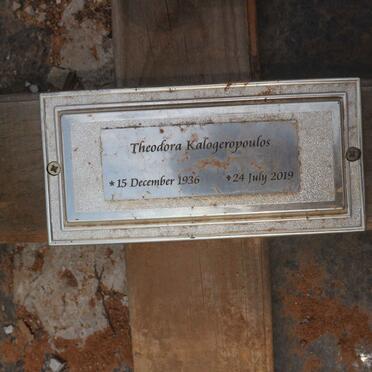 Theodora Kalogeropoulos
*15 December 1936 ✝24 July 2019